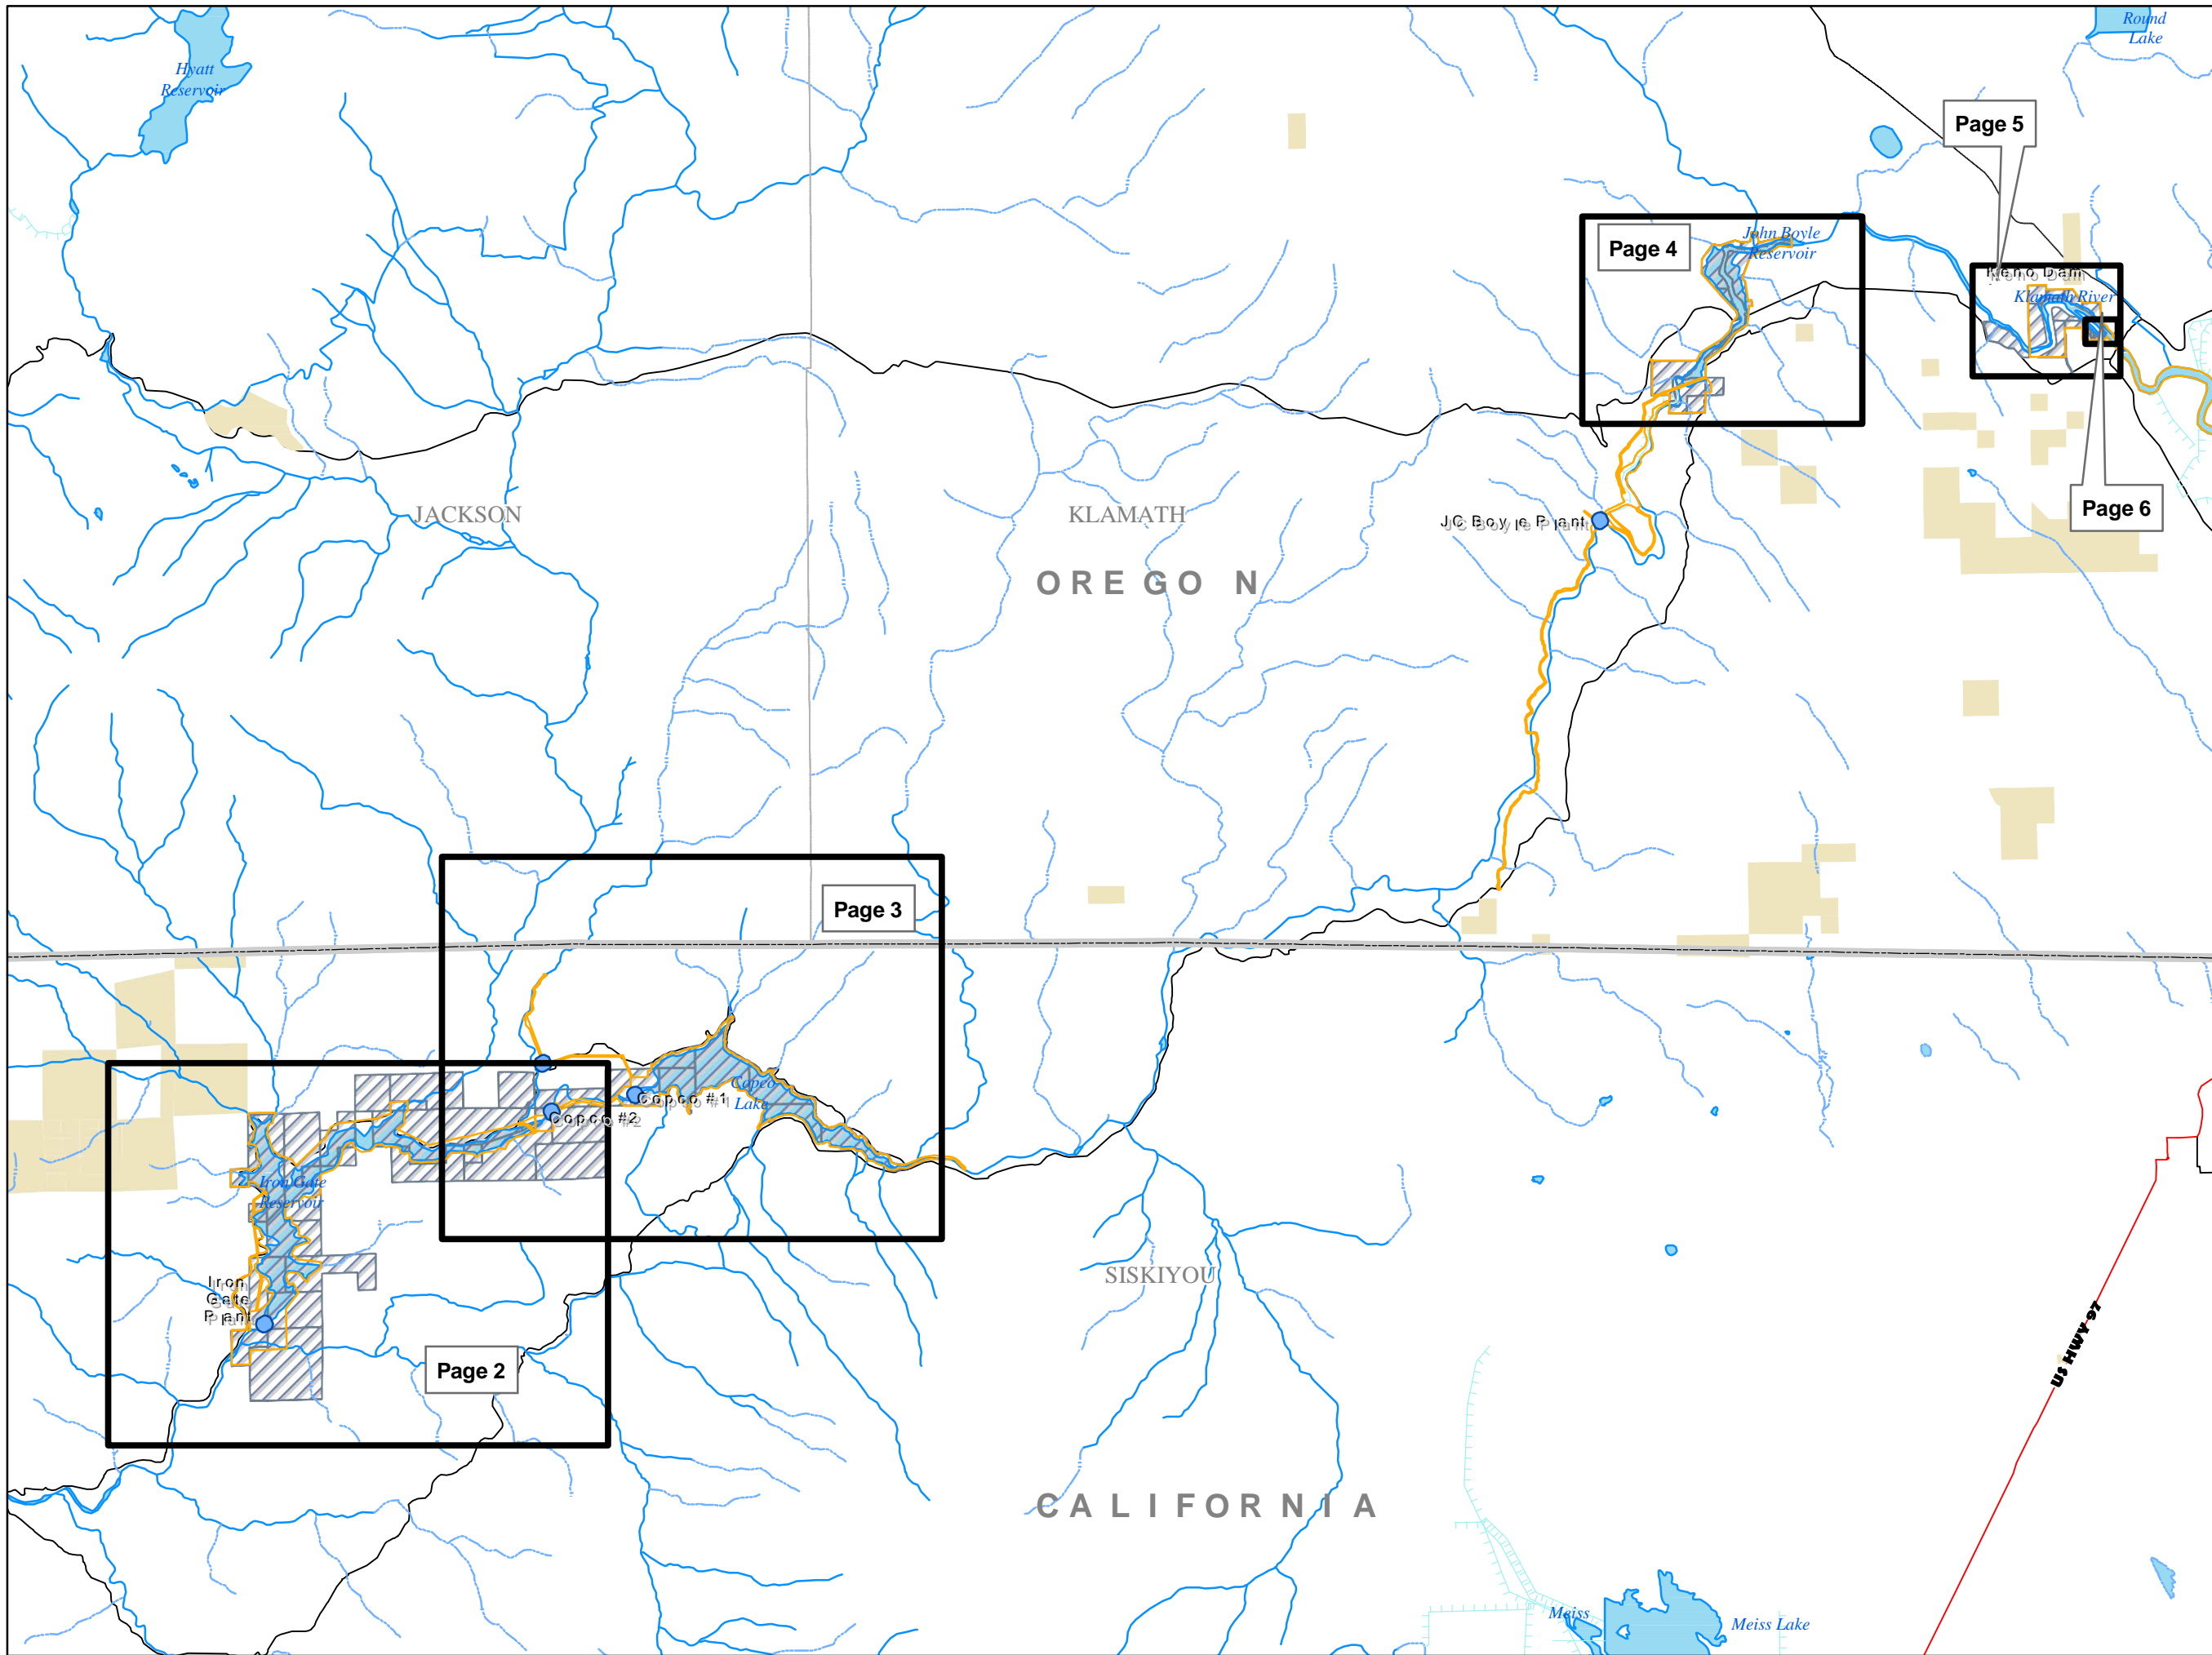 Round
Lake
Hyatt
Reservoir
Page 5
Page 4
John Boyle
Reservoir
Keno Dam
Klamath River
Page 6
JACKSON
KLAMATH
JC Boyle Plant
OREGON
Page 3
Capco
Lake
Copco #1
Copco #2
Iron Gate
Reservoir
Iron
Gate
Plant
SISKIYOU
Page 2
US HWY 97
CALIFORNIA
Meiss
Meiss Lake